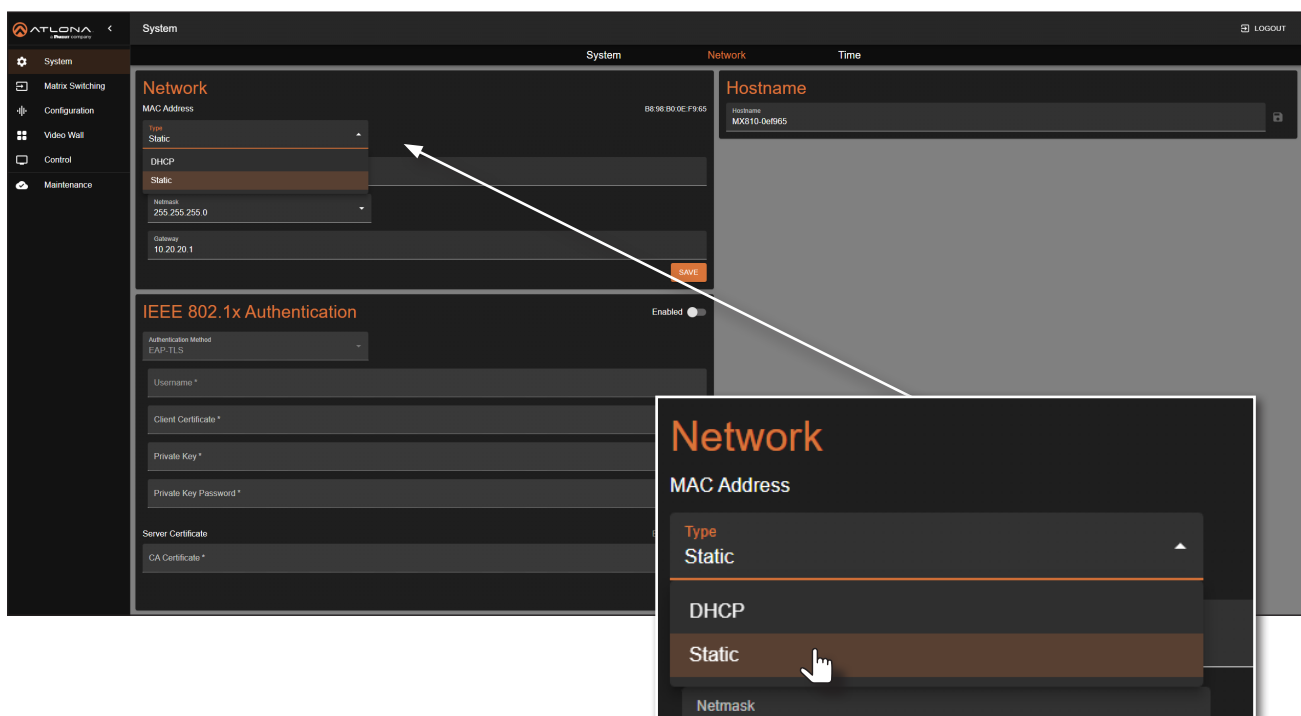 ATLONA
a Panduit company
System
LOGOUT
System
Network
Time
System
Matrix Switching
Configuration
Video Wall
Control
Maintenance
Network
MAC Address
B8:98:B0:0E:F9:65
Type
Static
DHCP
Static
Netmask
255.255.255.0
Gateway
10.20.20.1
SAVE
Hostname
Hostname
MX810-0ef965
IEEE 802.1x Authentication
Enabled
Authentication Method
EAP-TLS
Username *
Client Certificate *
Private Key *
Private Key Password *
Server Certificate
CA Certificate *
Network
MAC Address
Type
Static
DHCP
Static
Netmask